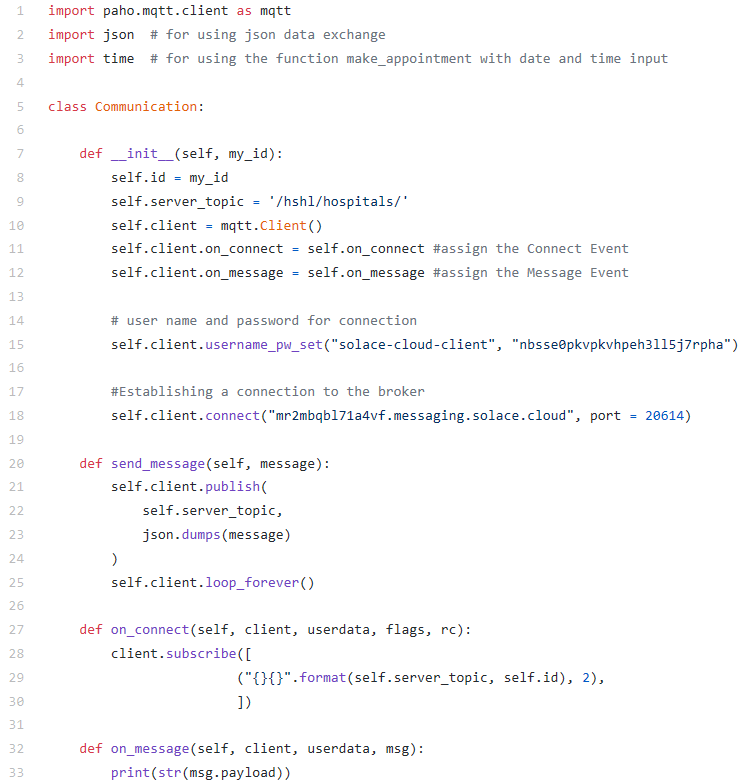 1 import paho.mqtt.client as mqtt
2 import json  # for using json data exchange
3 import time  # for using the function make_appointment with date and time input
4
5 class Communication:
6
7     def __init__(self, my_id):
8         self.id = my_id
9         self.server_topic = '/hshl/hospitals/'
10         self.client = mqtt.Client()
11         self.client.on_connect = self.on_connect #assign the Connect Event
12         self.client.on_message = self.on_message #assign the Message Event
13
14         # user name and password for connection
15         self.client.username_pw_set("solace-cloud-client", "nbsse0pkvpkvhpeh3ll5j7rpha")
16
17         #Establishing a connection to the broker
18         self.client.connect("mr2mbqbl71a4vf.messaging.solace.cloud", port = 20614)
19
20     def send_message(self, message):
21         self.client.publish(
22             self.server_topic,
23             json.dumps(message)
24         )
25         self.client.loop_forever()
26
27     def on_connect(self, client, userdata, flags, rc):
28         client.subscribe([
29                         ("{}{}".format(self.server_topic, self.id), 2),
30                         ])
31
32     def on_message(self, client, userdata, msg):
33         print(str(msg.payload))